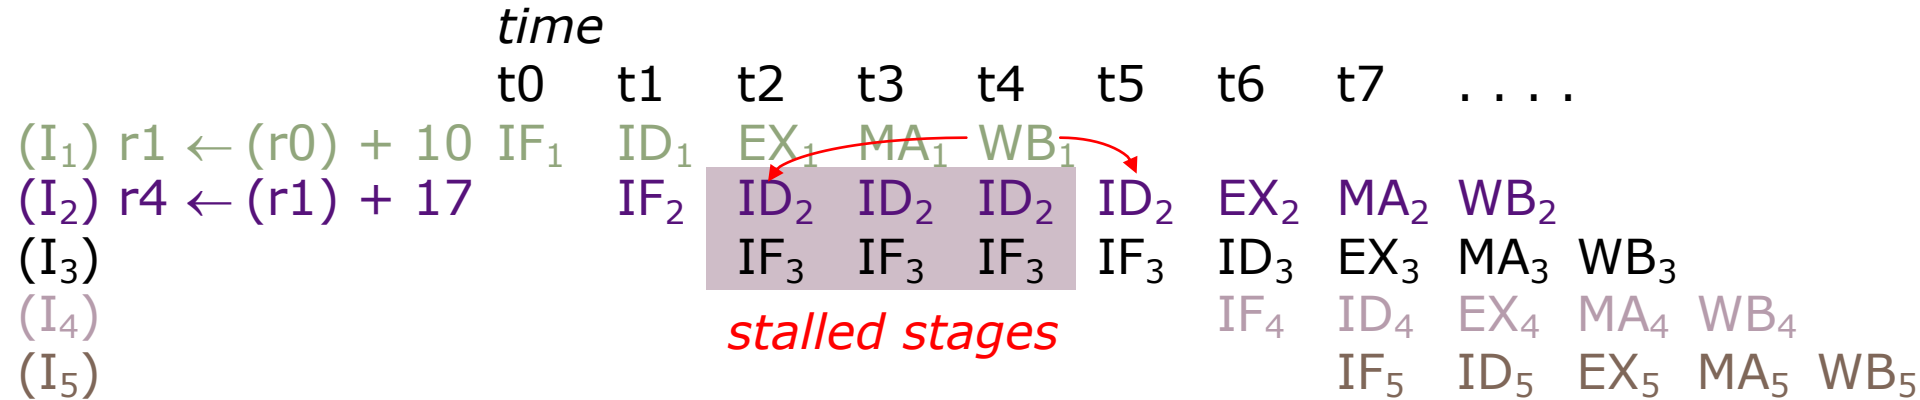 time
t0 t1 t2 t3 t4 t5 t6 t7 . . . .
(I₁) r1 ← (r0) + 10 IF₁ ID₁ EX₁ MA₁ WB₁
(I₂) r4 ← (r1) + 17 IF₂ ID₂ ID₂ ID₂ ID₂ EX₂ MA₂ WB₂
(I₃) IF₃ IF₃ IF₃ IF₃ ID₃ EX₃ MA₃ WB₃
(I₄) IF₄ ID₄ EX₄ MA₄ WB₄
stalled stages
(I₅) IF₅ ID₅ EX₅ MA₅ WB₅